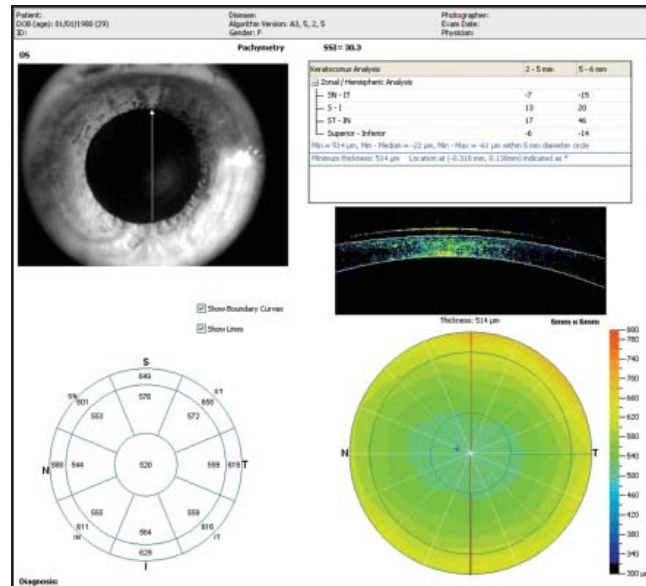 Patient: Disease: Photographer:
DOB (age): 01/01/1980 (29) Algorithm Version: A3, 5, 2, 5 Exam Date:
ID: Gender: F Physician:
Pachymetry SSI= 30.3
OS
Keratoconus Analysis 2 - 5 mm 5 - 6 mm
Zonal / Hemispheric Analysis
SN - IT -7 -15
S - I 13 20
ST - IN 17 46
Superior - Inferior -6 -14
Min = 514 µm, Min - Median = -22 µm, Min - Max = -61 µm within 5 mm diameter circle
Minimum thickness: 514 µm Location at (-0.318 mm, 0.138mm) indicated as *
Show Boundary Curves
Show Lines
Thickness: 514 µm 6mm x 6mm
S
649
SN ST
601 576 655
553 572
N 588 544 520 559 619 T
555 559
611 554 616
IN IT
629
I
N T
800
780
740
700
660
620
580
540
500
460
420
380
360
340
320
300 µm
Diagnosis: